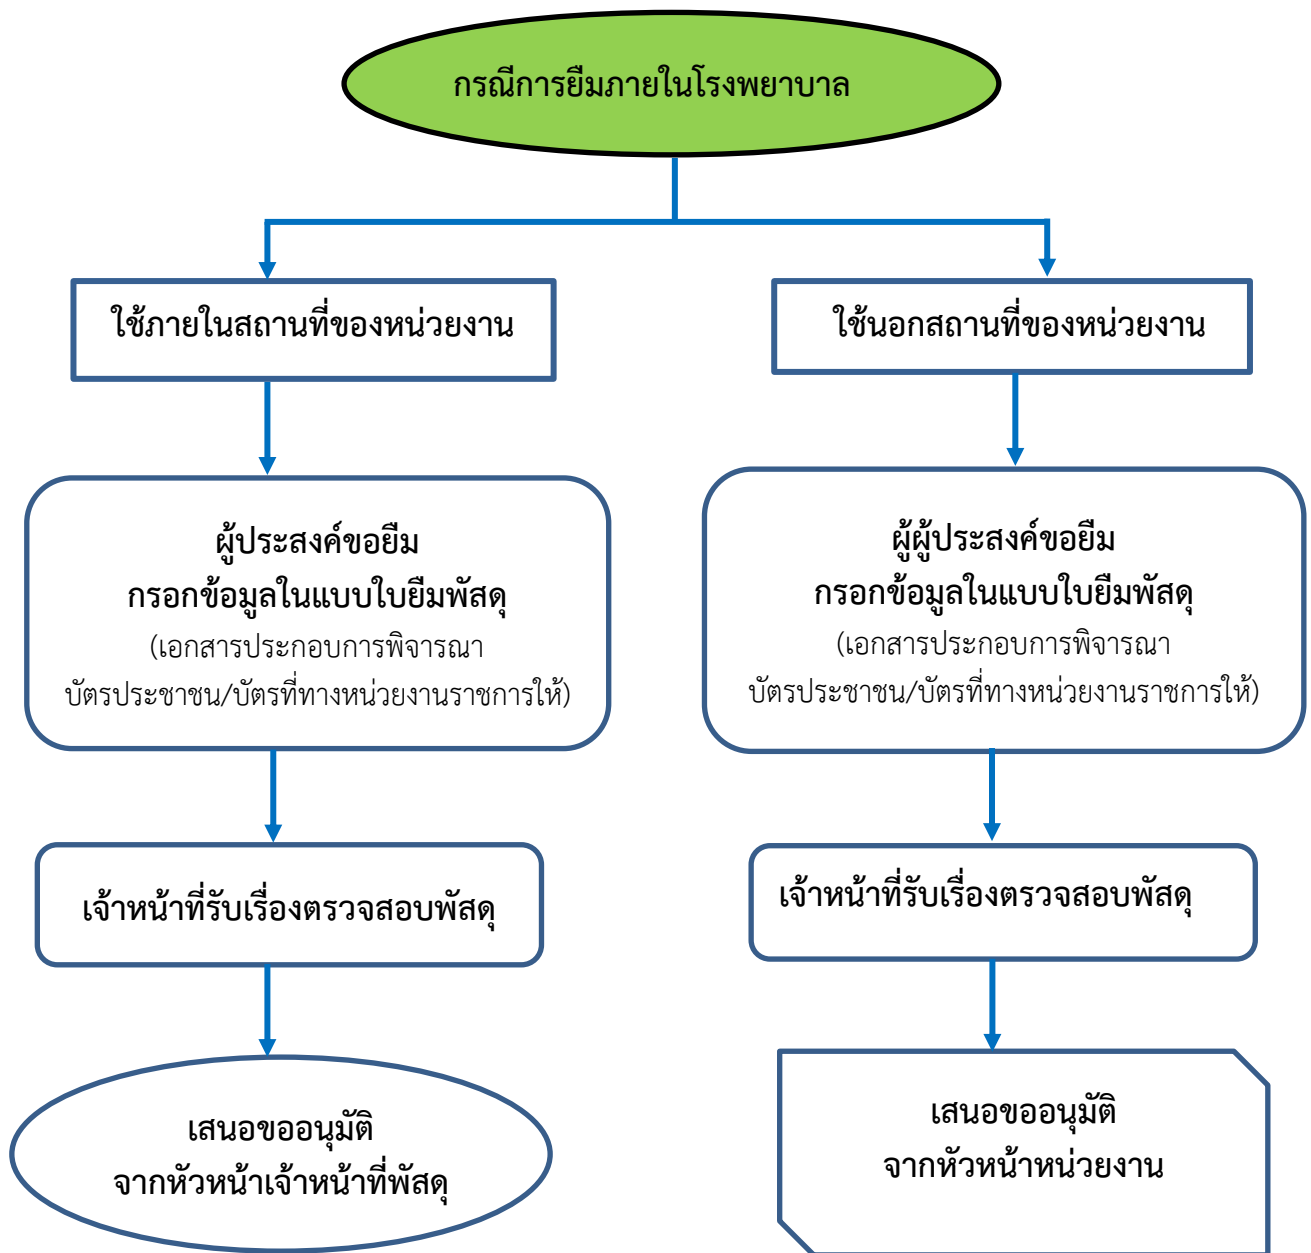 กรณีการยืมภายในโรงพยาบาล
ใช้ภายในสถานที่ของหน่วยงาน
ใช้นอกสถานที่ของหน่วยงาน
ผู้ประสงค์ขอยืม
กรอกข้อมูลในแบบใบยืมพัสดุ
(เอกสารประกอบการพิจารณา
บัตรประชาชน/บัตรที่ทางหน่วยงานราชการให้)
ผู้ผู้ประสงค์ขอยืม
กรอกข้อมูลในแบบใบยืมพัสดุ
(เอกสารประกอบการพิจารณา
บัตรประชาชน/บัตรที่ทางหน่วยงานราชการให้)
เจ้าหน้าที่รับเรื่องตรวจสอบพัสดุ
เจ้าหน้าที่รับเรื่องตรวจสอบพัสดุ
เสนอขออนุมัติ
จากหัวหน้าเจ้าหน้าที่พัสดุ
เสนอขออนุมัติ
จากหัวหน้าหน่วยงาน